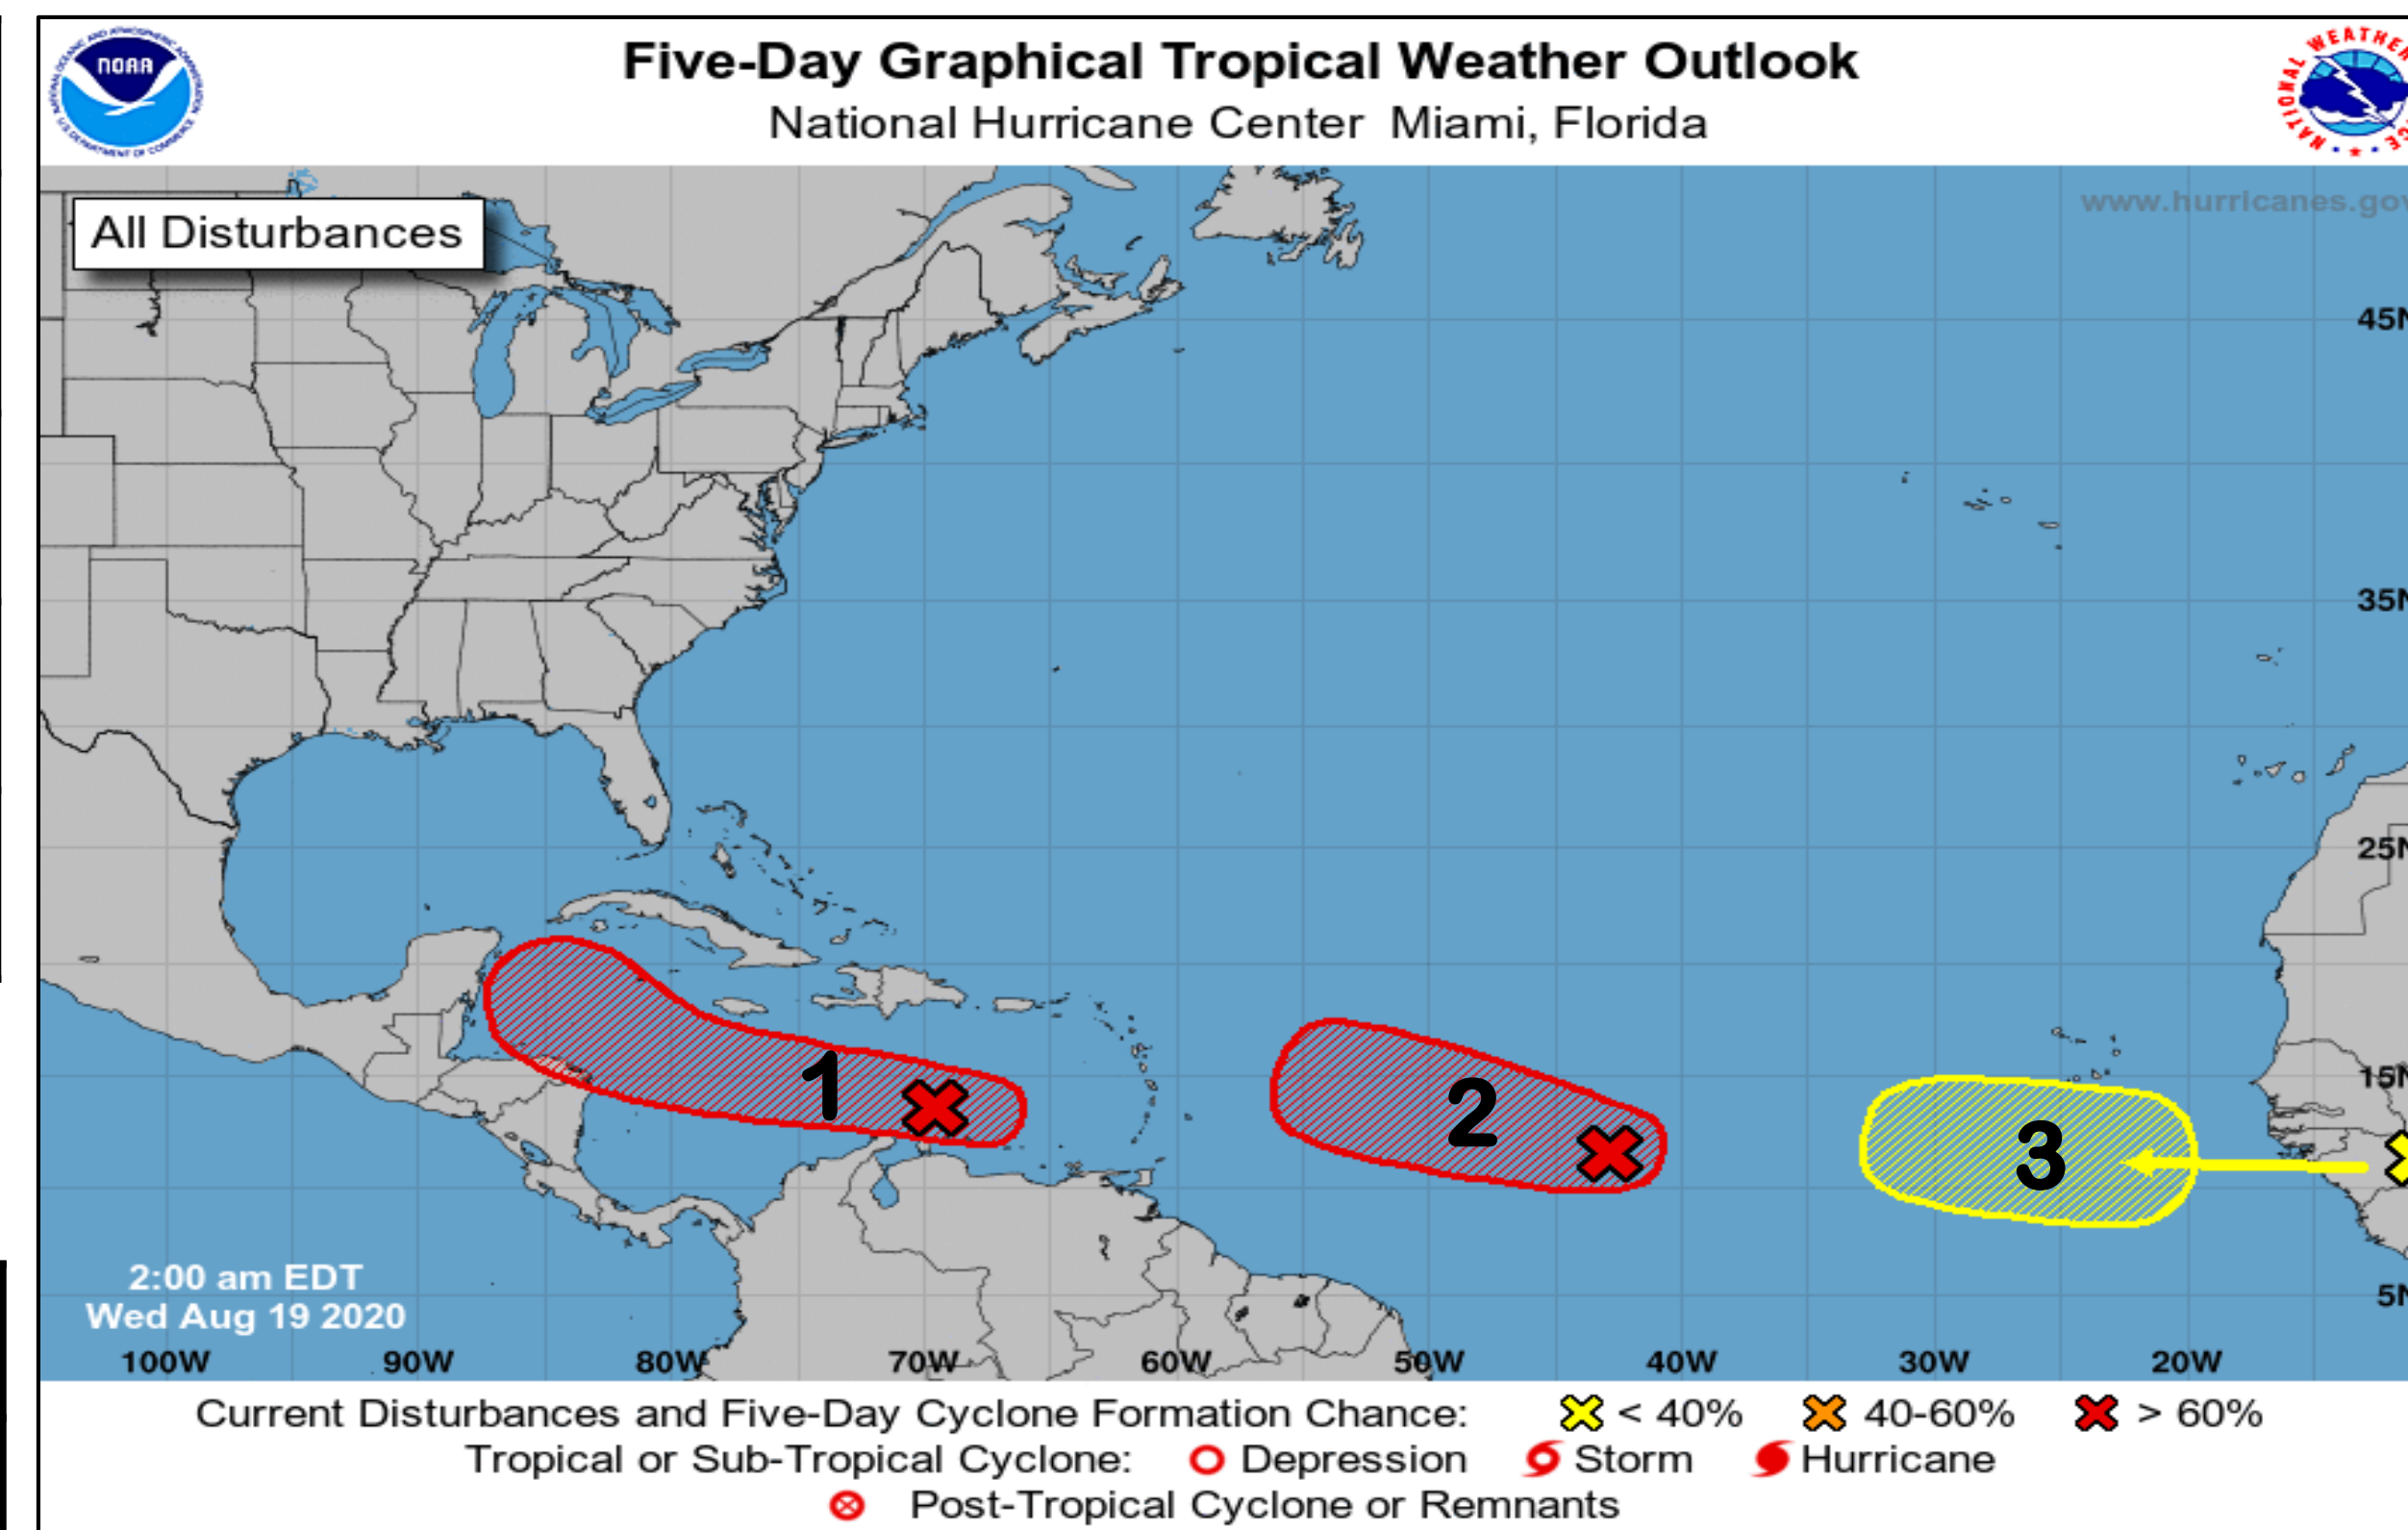 Five-Day Graphical Tropical Weather Outlook
National Hurricane Center Miami, Florida
NOAA
NATIONAL WEATHER
All Disturbances
www.hurricanes.gov
45N
35N
25N
15N
5N
1
2
3
2:00 am EDT
Wed Aug 19 2020
100W 90W 80W 70W 60W 50W 40W 30W 20W
Current Disturbances and Five-Day Cyclone Formation Chance: < 40% 40-60% > 60%
Tropical or Sub-Tropical Cyclone: Depression Storm Hurricane
Post-Tropical Cyclone or Remnants